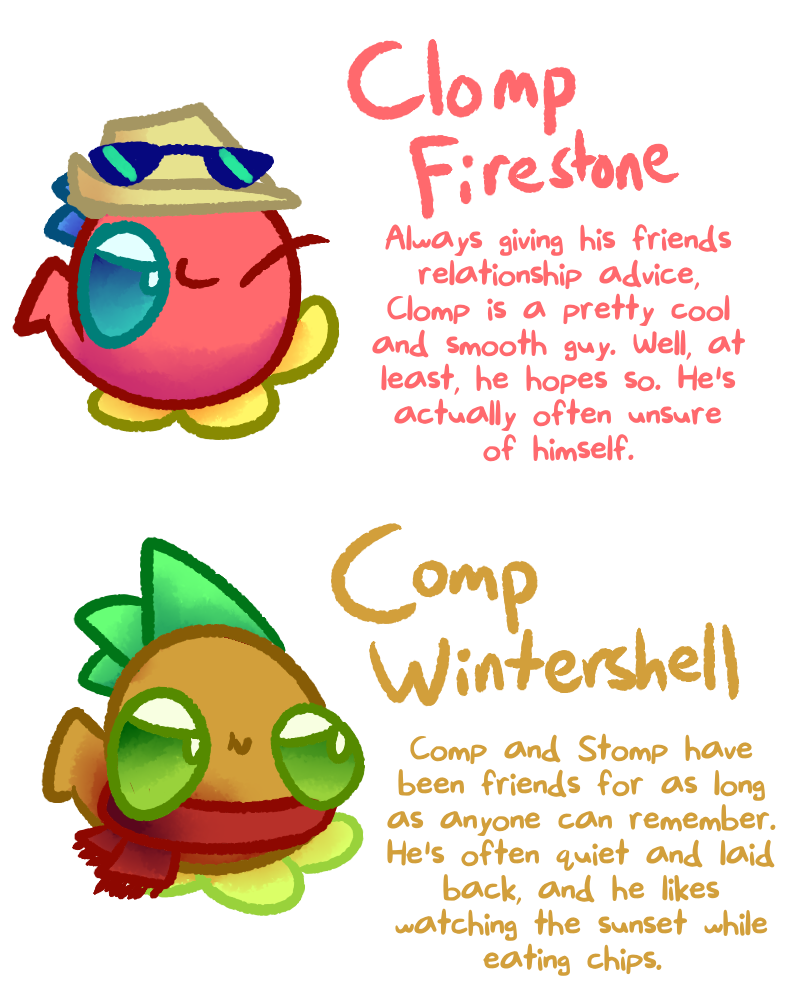 Clomp
Firestone
Always giving his friends
relationship advice,
Clomp is a pretty cool
and smooth guy. Well, at
least, he hopes so. He's
actually often unsure
of himself.
Comp
Wintershell
Comp and Stomp have
been friends for as long
as anyone can remember.
He's often quiet and laid
back, and he likes
watching the sunset while
eating chips.